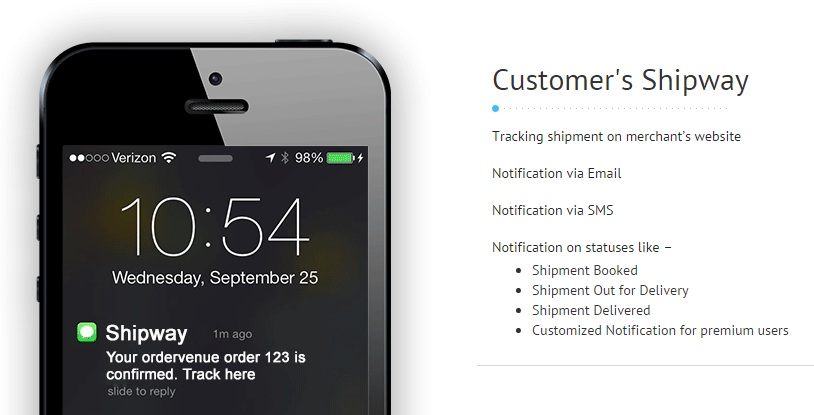 Verizon 98%
10:54
Wednesday, September 25
Shipway 1m ago
Your ordervenue order 123 is
confirmed. Track here
slide to reply
Customer's Shipway
Tracking shipment on merchant's website
Notification via Email
Notification via SMS
Notification on statuses like –
Shipment Booked
Shipment Out for Delivery
Shipment Delivered
Customized Notification for premium users